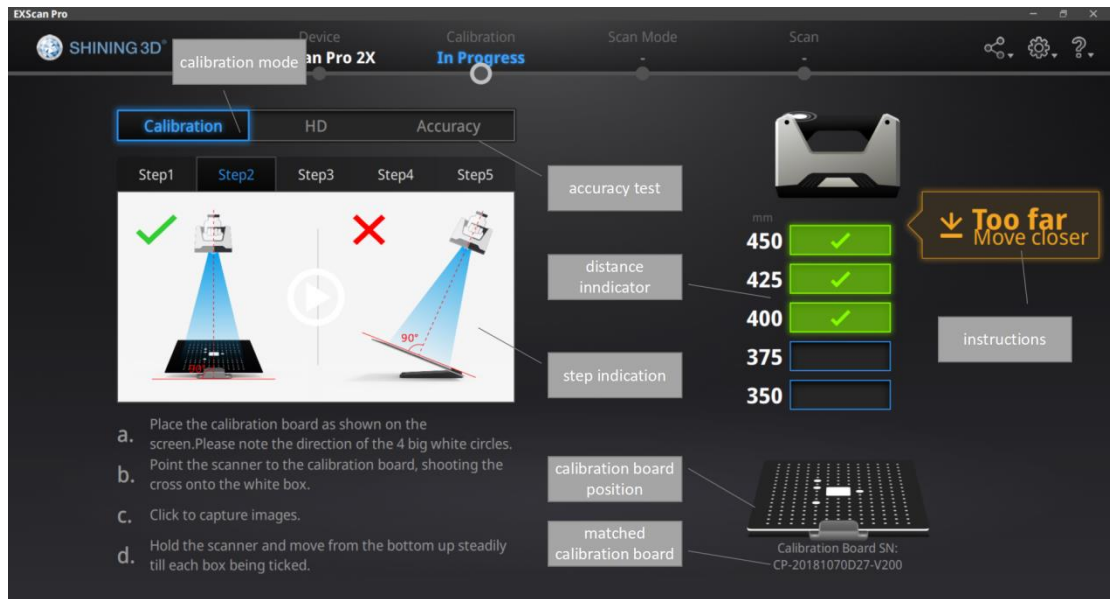 EXScan Pro
SHINING 3D®
Device
an Pro 2X
Calibration
In Progress
Scan Mode
-
Scan
-
calibration mode
Calibration
HD
Accuracy
Step1
Step2
Step3
Step4
Step5
90°
90°
accuracy test
distance
inndicator
step indication
mm
450
425
400
375
350
Too far
Move closer
instructions
a. Place the calibration board as shown on the
screen.Please note the direction of the 4 big white circles.
b. Point the scanner to the calibration board, shooting the
cross onto the white box.
c. Click to capture images.
d. Hold the scanner and move from the bottom up steadily
till each box being ticked.
calibration board
position
matched
calibration board
Calibration Board SN:
CP-20181070D27-V200